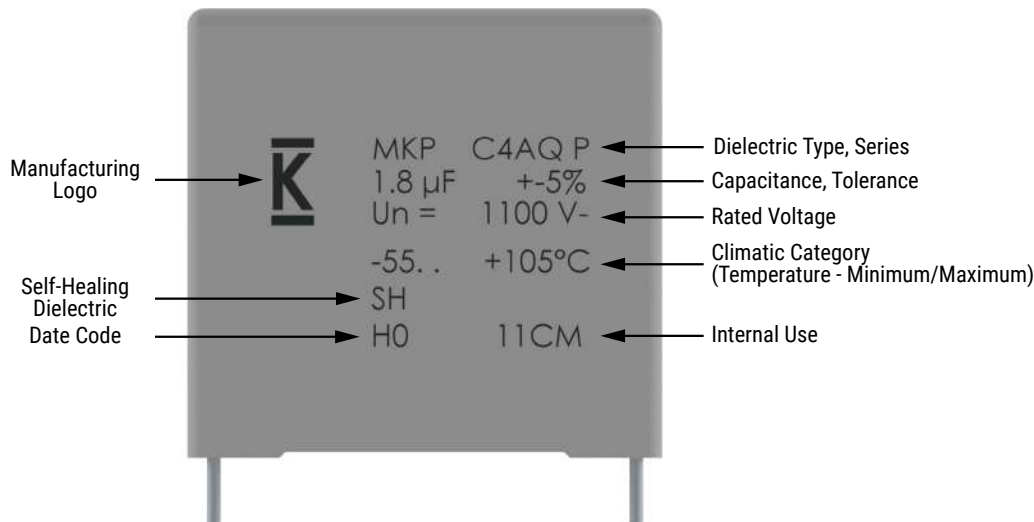 Manufacturing
Logo
Self-Healing
Dielectric
Date Code
K
MKP C4AQ P
1.8 µF +-5%
Un = 1100 V-
-55. . +105°C
SH
H0 11CM
Dielectric Type, Series
Capacitance, Tolerance
Rated Voltage
Climatic Category
(Temperature - Minimum/Maximum)
Internal Use